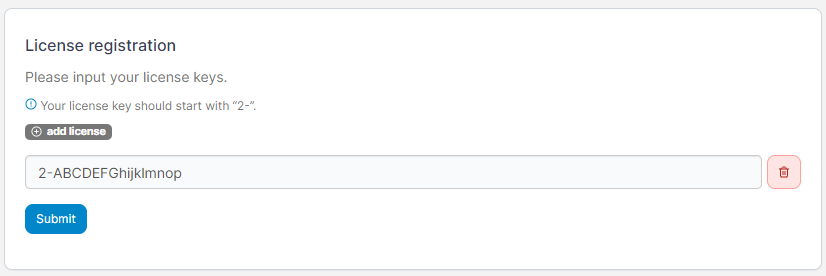 License registration
Please input your license keys.
Your license key should start with “2-”.
add license
2-ABCDEFGhijklmnop
Submit